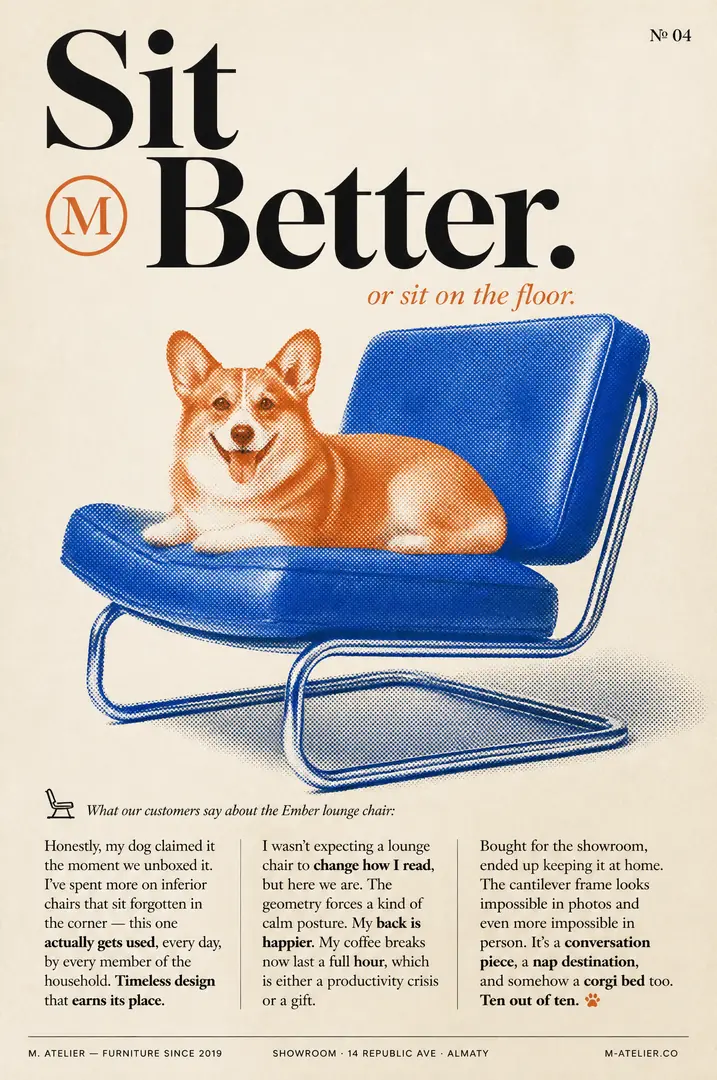 Sit
№ 04
M
Better.
or sit on the floor.
What our customers say about the Ember lounge chair:
Honestly, my dog claimed it
the moment we unboxed it.
I’ve spent more on inferior
chairs that sit forgotten in
the corner — this one
actually gets used, every day,
by every member of the
household. Timeless design
that earns its place.
I wasn’t expecting a lounge
chair to change how I read,
but here we are. The
geometry forces a kind of
calm posture. My back is
happier. My coffee breaks
now last a full hour, which
is either a productivity crisis
or a gift.
Bought for the showroom,
ended up keeping it at home.
The cantilever frame looks
impossible in photos and
even more impossible in
person. It’s a conversation
piece, a nap destination,
and somehow a corgi bed too.
Ten out of ten.
M. ATELIER — FURNITURE SINCE 2019
SHOWROOM · 14 REPUBLIC AVE · ALMATY
M-ATELIER.CO